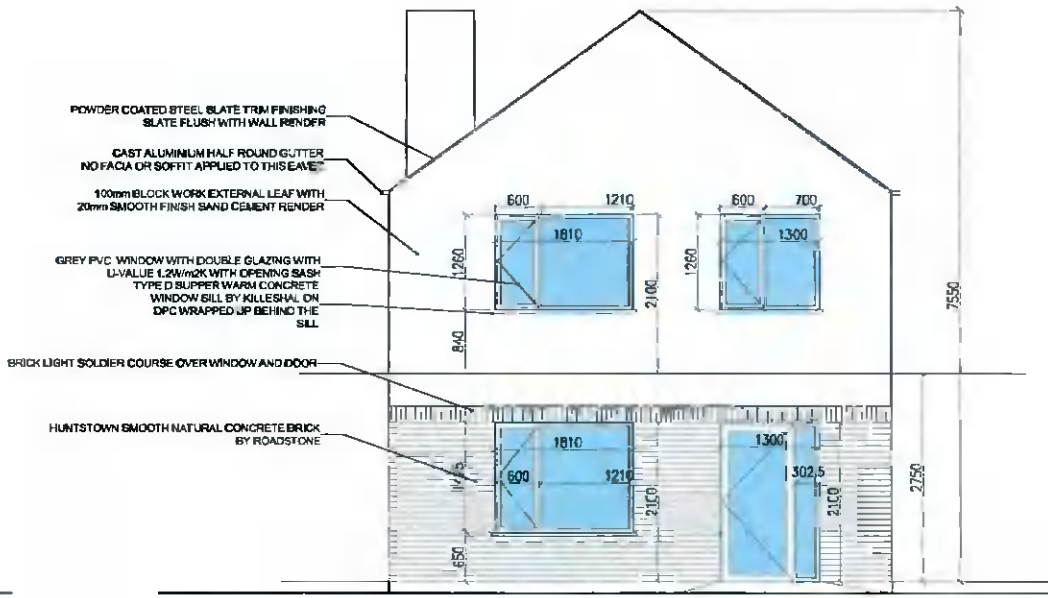 POWDER COATED STEEL SLATE TRIM FINISHING
SLATE FLUSH WITH WALL RENDER
CAST ALUMINIUM HALF ROUND GUTTER
NO FACIA OR SOFFIT APPLIED TO THIS EAVE
100mm BLOCK WORK EXTERNAL LEAF WITH
20mm SMOOTH FINISH SAND CEMENT RENDER
GREY PVC WINDOW WITH DOUBLE GLAZING WITH
U-VALUE 1.2W/m2K WITH OPENING SASH
TYPE D SUPPER WARM CONCRETE
WINDOW SILL BY KILLESHAL ON
DPC WRAPPED UP BEHIND THE
SILL
BRICK LIGHT SOLDIER COURSE OVER WINDOW AND DOOR
HUNTSTOWN SMOOTH NATURAL CONCRETE BRICK
BY ROADSTONE
600 1210
1810
1260
840
2100
600 700
1300
1260
7550
1810
600 1210
650
2100
1300
302,5
2100
2750